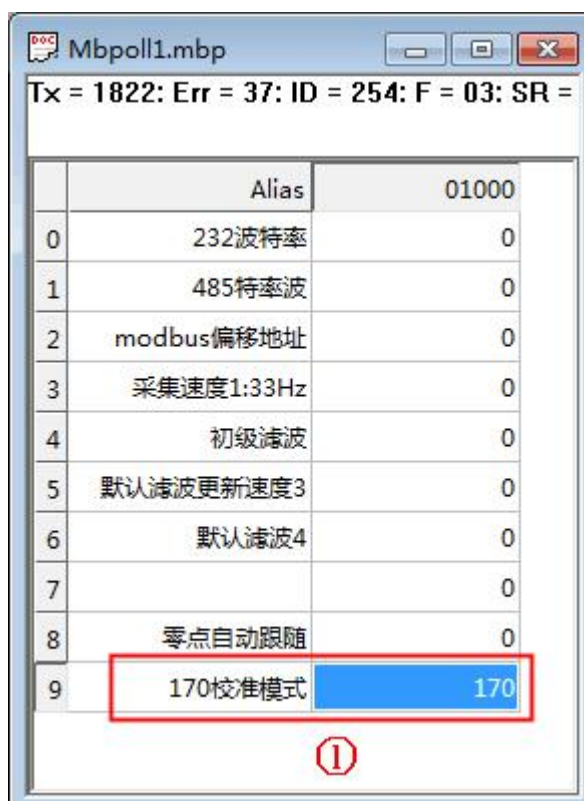 DOC Mbpoll1.mbp
Tx = 1822: Err = 37: ID = 254: F = 03: SR =
Alias 01000
0 232波特率 0
1 485特率波 0
2 modbus偏移地址 0
3 采集速度1:33Hz 0
4 初级滤波 0
5 默认滤波更新速度3 0
6 默认滤波4 0
7 0
8 零点自动跟随 0
9 170校准模式 170
①